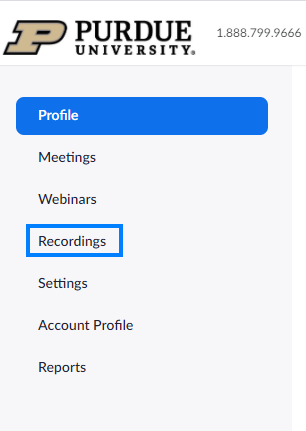 P PURDUE
UNIVERSITY®
1.888.799.9666
Profile
Meetings
Webinars
Recordings
Settings
Account Profile
Reports